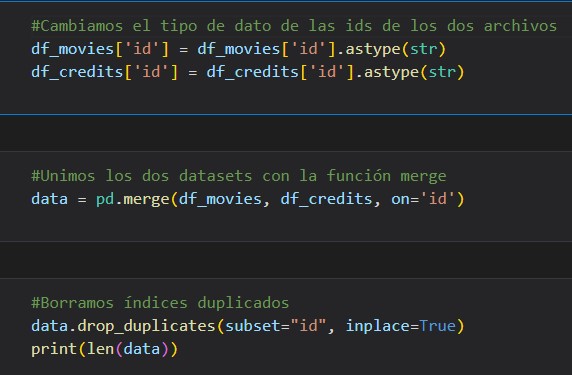 #Cambiamos el tipo de dato de las ids de los dos archivos
df_movies['id'] = df_movies['id'].astype(str)
df_credits['id'] = df_credits['id'].astype(str)
#Unimos los dos datasets con la función merge
data = pd.merge(df_movies, df_credits, on='id')
#Borramos índices duplicados
data.drop_duplicates(subset="id", inplace=True)
print(len(data))